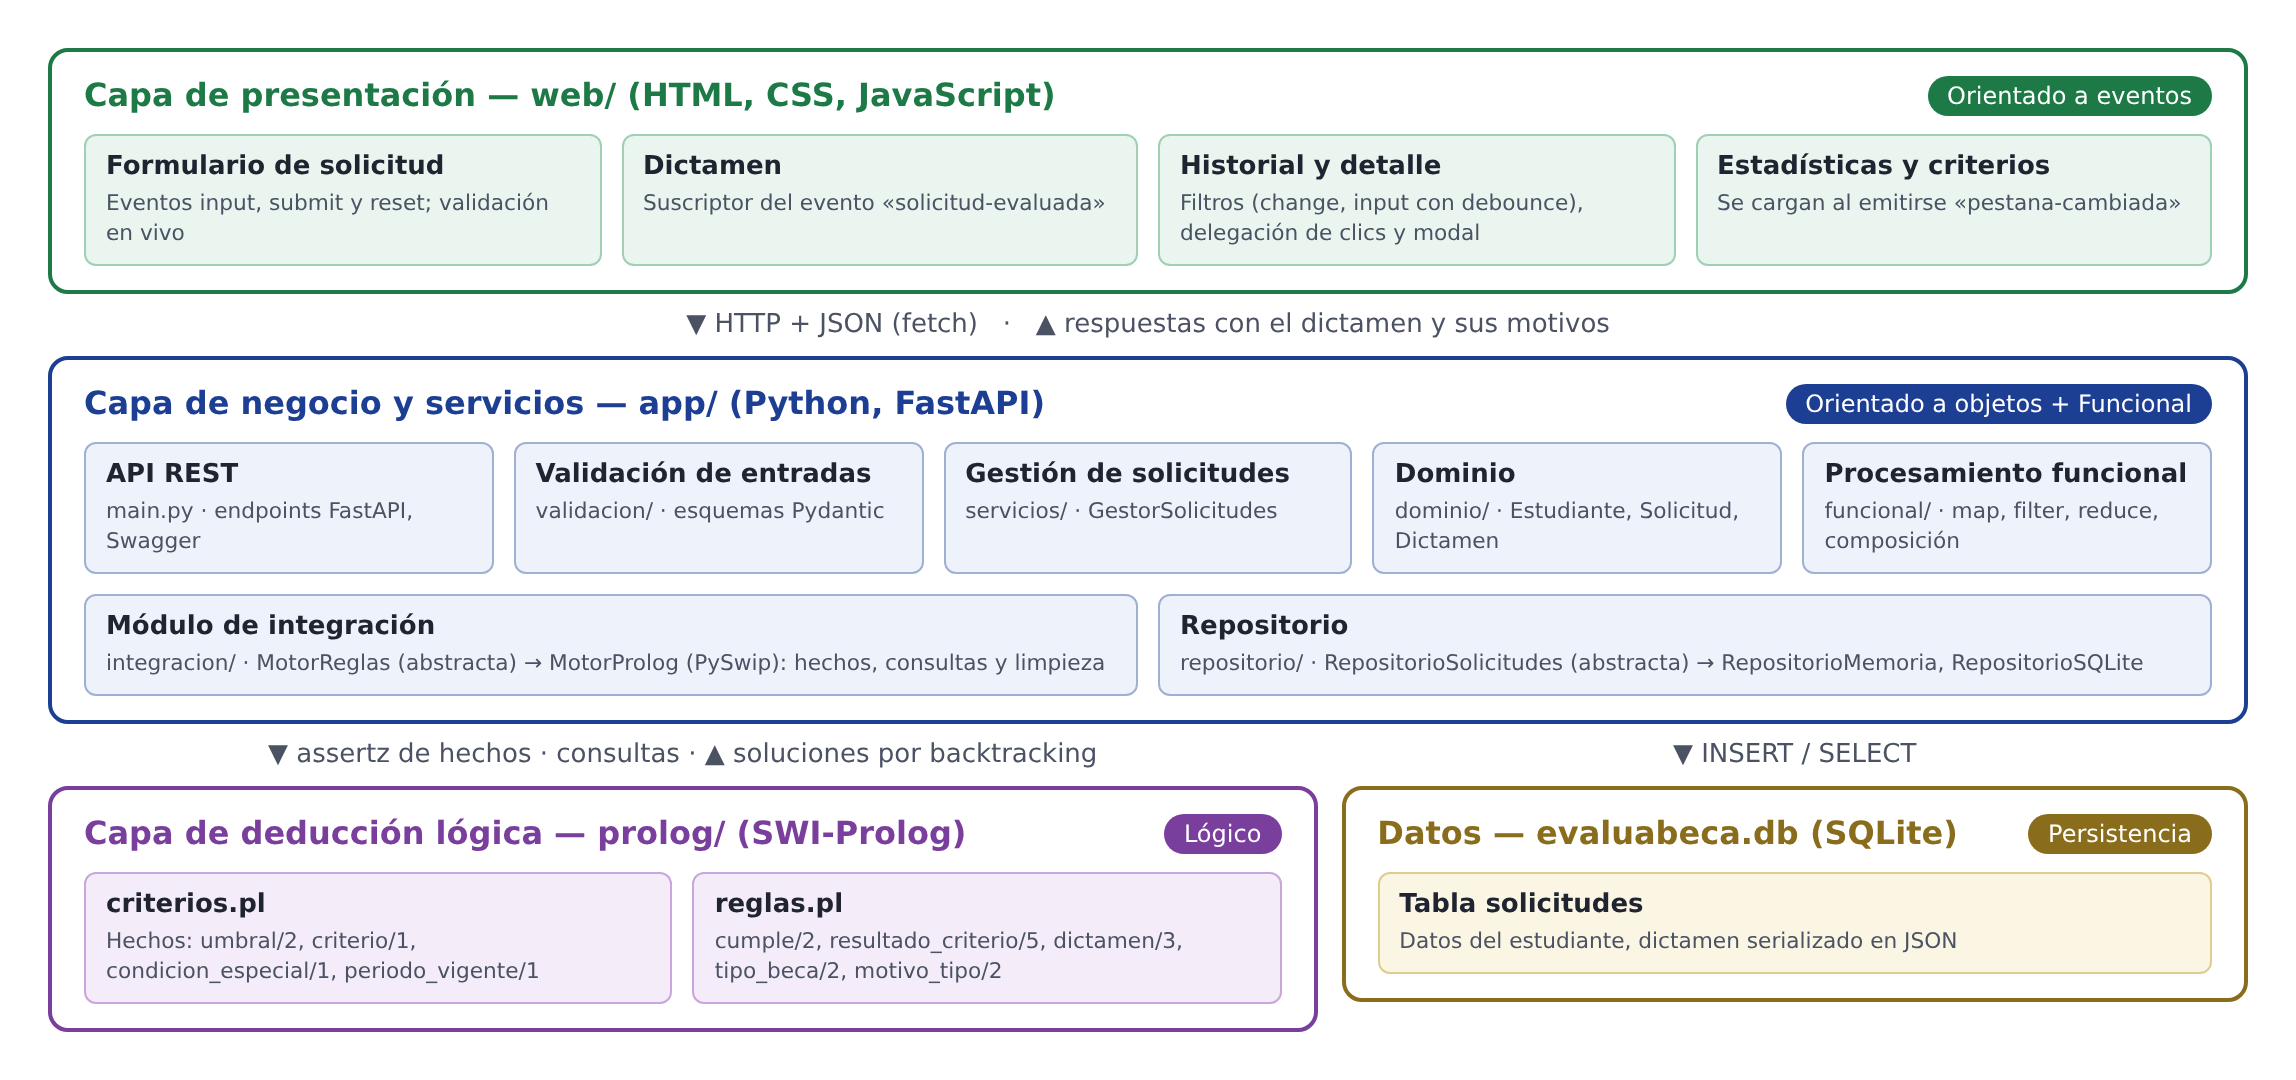 Capa de presentación — web/ (HTML, CSS, JavaScript)
Orientado a eventos
Formulario de solicitud
Eventos input, submit y reset; validación
en vivo
Dictamen
Suscriptor del evento «solicitud-evaluada»
Historial y detalle
Filtros (change, input con debounce),
delegación de clics y modal
Estadísticas y criterios
Se cargan al emitirse «pestana-cambiada»
▼ HTTP + JSON (fetch) · ▲ respuestas con el dictamen y sus motivos
Capa de negocio y servicios — app/ (Python, FastAPI)
Orientado a objetos + Funcional
API REST
main.py · endpoints FastAPI,
Swagger
Validación de entradas
validacion/ · esquemas Pydantic
Gestión de solicitudes
servicios/ · GestorSolicitudes
Dominio
dominio/ · Estudiante, Solicitud,
Dictamen
Procesamiento funcional
funcional/ · map, filter, reduce,
composición
Módulo de integración
integracion/ · MotorReglas (abstracta) → MotorProlog (PySwip): hechos, consultas y limpieza
Repositorio
repositorio/ · RepositorioSolicitudes (abstracta) → RepositorioMemoria, RepositorioSQLite
▼ assertz de hechos · consultas · ▲ soluciones por backtracking
▼ INSERT / SELECT
Capa de deducción lógica — prolog/ (SWI-Prolog)
Lógico
criterios.pl
Hechos: umbral/2, criterio/1,
condicion_especial/1, periodo_vigente/1
reglas.pl
cumple/2, resultado_criterio/5, dictamen/3,
tipo_beca/2, motivo_tipo/2
Datos — evaluabeca.db (SQLite)
Persistencia
Tabla solicitudes
Datos del estudiante, dictamen serializado en JSON